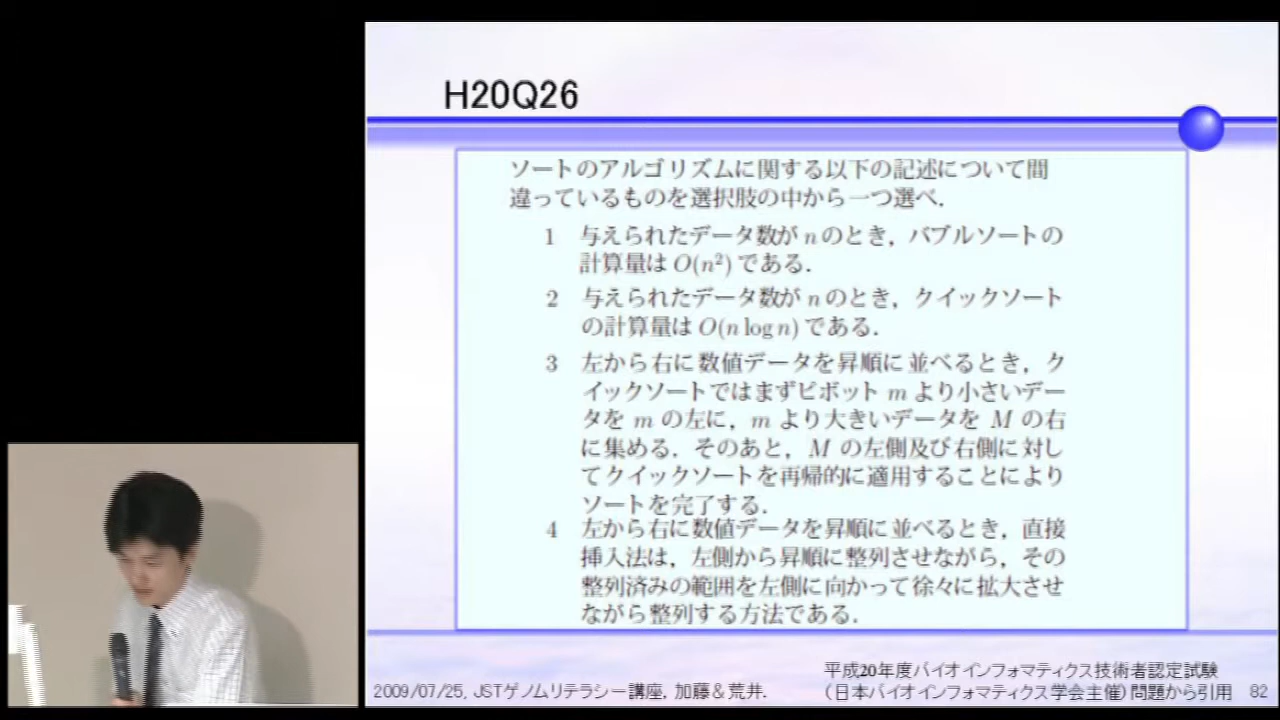 H20Q26
ソートのアルゴリズムに関する以下の記述について間
違っているものを選択肢の中から一つ選べ.
1 与えられたデータ数が n のとき, バブルソートの
計算量は O(n²) である.
2 与えられたデータ数が n のとき, クイックソート
の計算量は O(n log n) である.
3 左から右に数値データを昇順に並べるとき, ク
イックソートではまずピボット m より小さいデー
タを m の左に, m より大きいデータを M の右
に集める. そのあと, M の左側及び右側に対し
てクイックソートを再帰的に適用することにより
ソートを完了する.
4 左から右に数値データを昇順に並べるとき, 直接
挿入法は, 左側から昇順に整列させながら, その
整列済みの範囲を左側に向かって徐々に拡大させ
ながら整列する方法である.
平成20年度バイオインフォマティクス技術者認定試験
2009/07/25, JSTゲノムリテラシー講座, 加藤&荒井. (日本バイオインフォマティクス学会主催)問題から引用 82